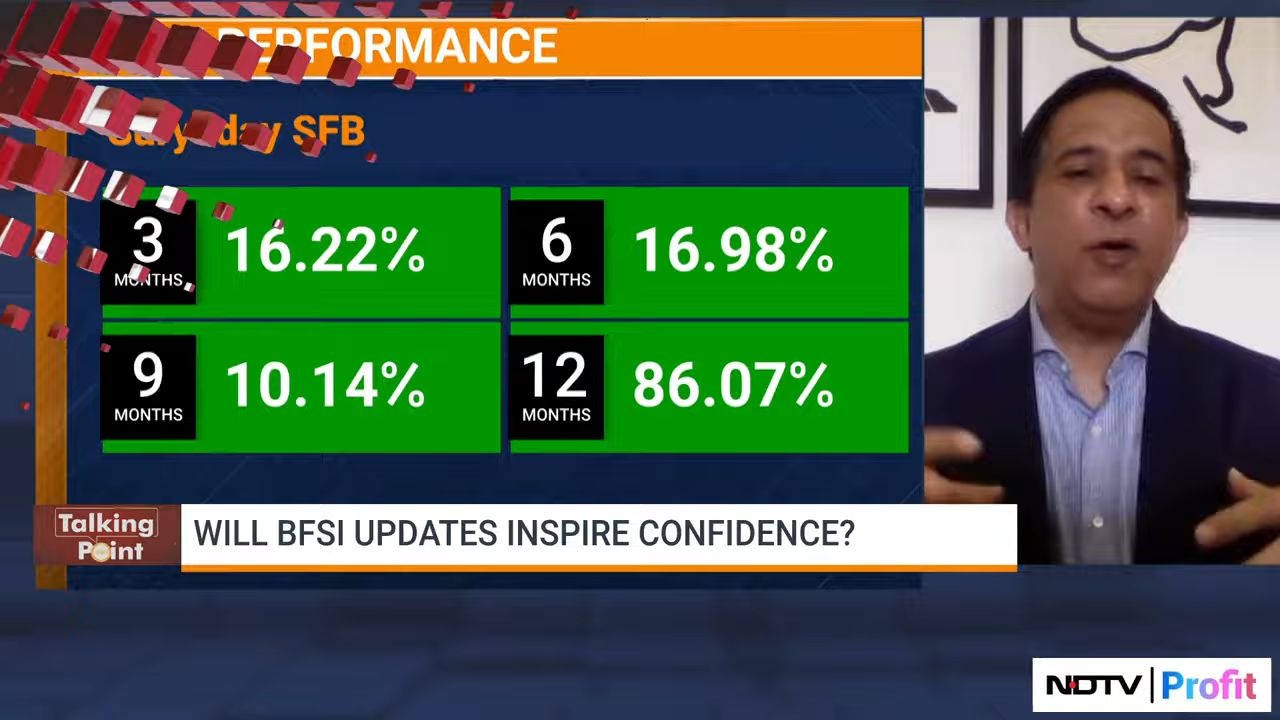 PERFORMANCE
Suryoday SFB
3
MONTHS
16.22%
6
MONTHS
16.98%
9
MONTHS
10.14%
12
MONTHS
86.07%
Talking
Point
WILL BFSI UPDATES INSPIRE CONFIDENCE?
NDTV Profit